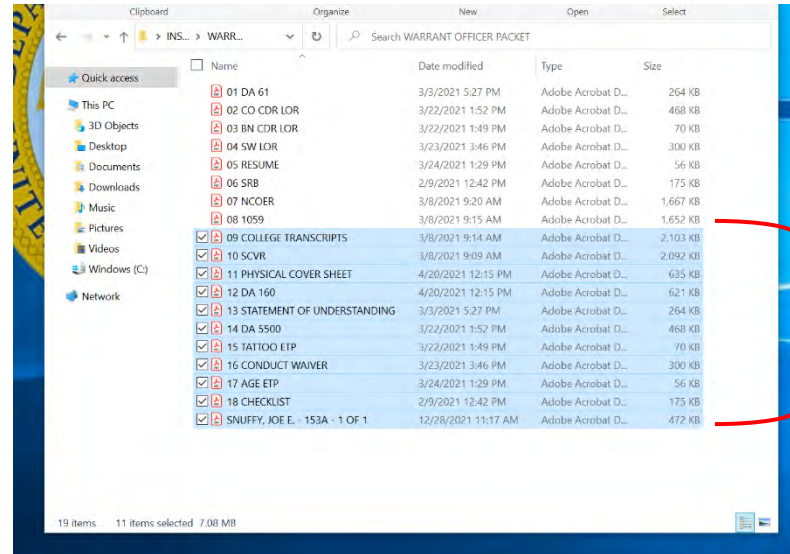 Clipboard Organize New Open Select
INS... WARR... Search WARRANT OFFICER PACKET
Name Date modified Type Size
Quick access
This PC
3D Objects
Desktop
Documents
Downloads
Music
Pictures
Videos
Windows (C:)
Network
01 DA 61 3/3/2021 5:27 PM Adobe Acrobat D... 264 KB
02 CO CDR LOR 3/22/2021 1:52 PM Adobe Acrobat D... 468 KB
03 BN CDR LOR 3/22/2021 1:49 PM Adobe Acrobat D... 70 KB
04 SW LOR 3/23/2021 3:46 PM Adobe Acrobat D... 300 KB
05 RESUME 3/24/2021 1:29 PM Adobe Acrobat D... 56 KB
06 SRB 2/9/2021 12:42 PM Adobe Acrobat D... 175 KB
07 NCOER 3/8/2021 9:20 AM Adobe Acrobat D... 1,667 KB
08 1059 3/8/2021 9:15 AM Adobe Acrobat D... 1,652 KB
09 COLLEGE TRANSCRIPTS 3/8/2021 9:14 AM Adobe Acrobat D... 2,103 KB
10 SCVR 3/8/2021 9:09 AM Adobe Acrobat D... 2,092 KB
11 PHYSICAL COVER SHEET 4/20/2021 12:15 PM Adobe Acrobat D... 635 KB
12 DA 160 4/20/2021 12:15 PM Adobe Acrobat D... 621 KB
13 STATEMENT OF UNDERSTANDING 3/3/2021 5:27 PM Adobe Acrobat D... 264 KB
14 DA 5500 3/22/2021 1:52 PM Adobe Acrobat D... 468 KB
15 TATTOO ETP 3/22/2021 1:49 PM Adobe Acrobat D... 70 KB
16 CONDUCT WAIVER 3/23/2021 3:46 PM Adobe Acrobat D... 300 KB
17 AGE ETP 3/24/2021 1:29 PM Adobe Acrobat D... 56 KB
18 CHECKLIST 2/9/2021 12:42 PM Adobe Acrobat D... 175 KB
SNUFFY, JOE E. - 153A - 1 OF 1 12/28/2021 11:17 AM Adobe Acrobat D... 472 KB
19 items 11 items selected 7.08 MB